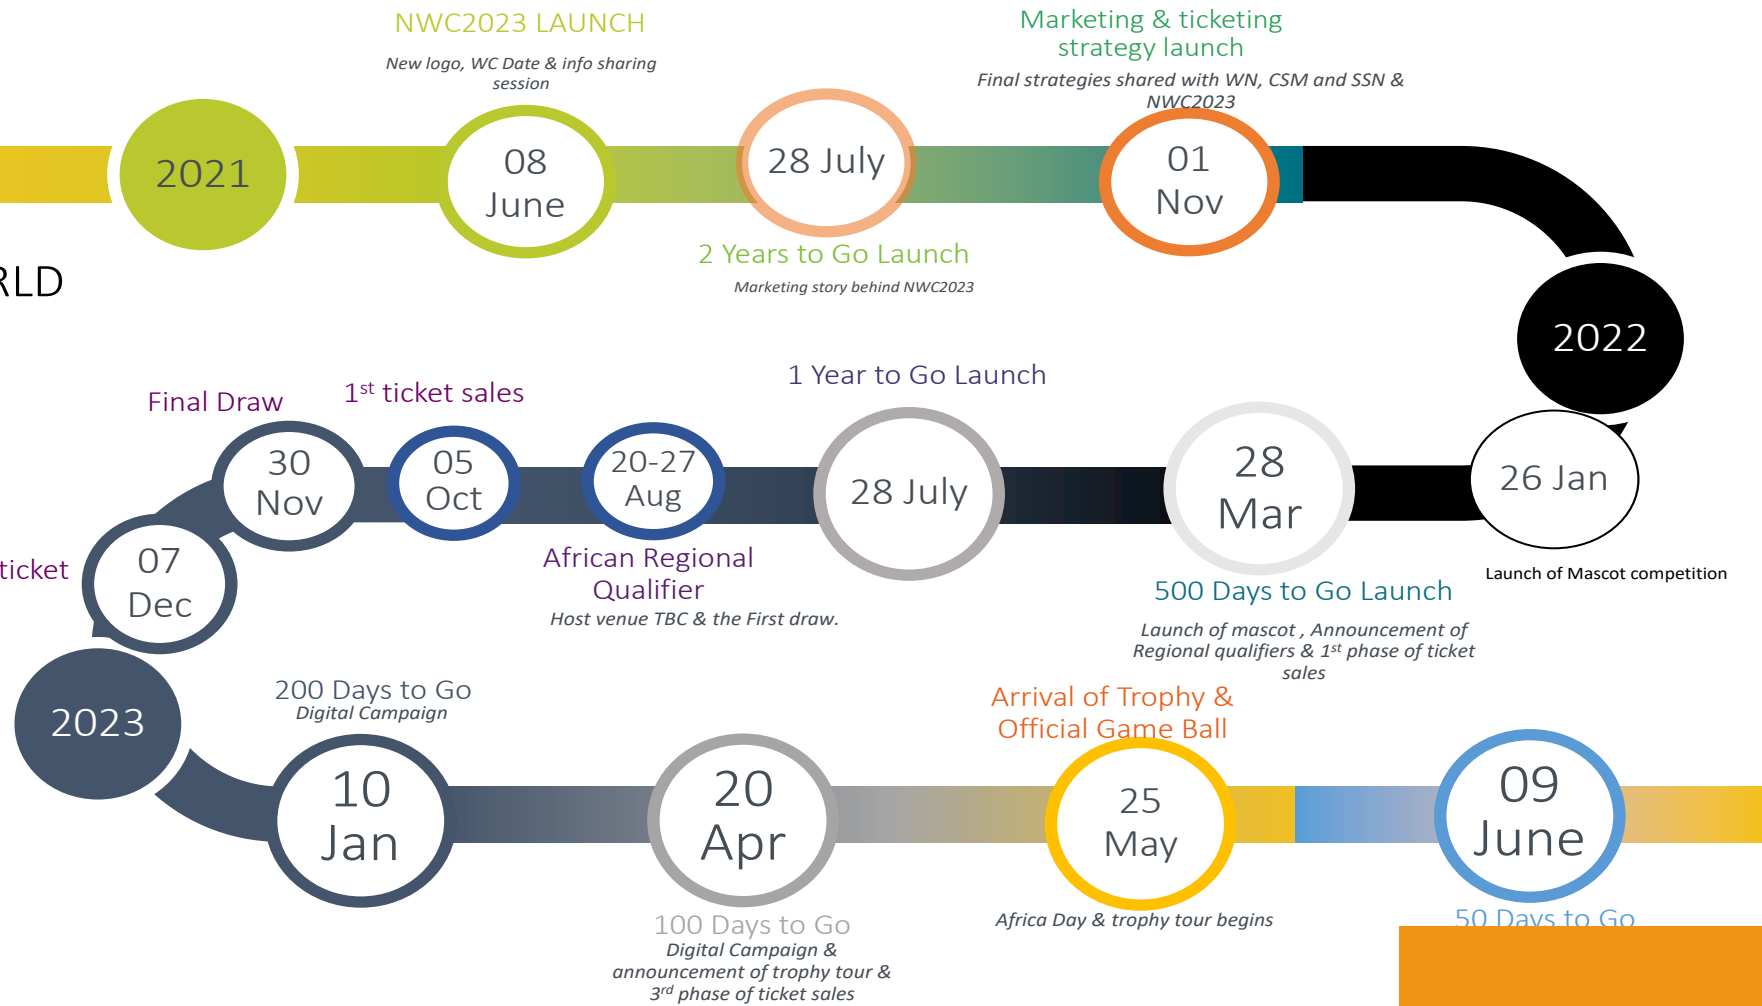 NWC2023 LAUNCH
New logo, WC Date & info sharing
session
Marketing & ticketing
strategy launch
Final strategies shared with WN, CSM and SSN &
NWC2023
2021
08
June
28 July
01
Nov
2 Years to Go Launch
Marketing story behind NWC2023
RLD
2022
Final Draw
1st ticket sales
1 Year to Go Launch
30
Nov
05
Oct
20-27
Aug
28 July
28
Mar
26 Jan
ticket
07
Dec
African Regional
Qualifier
Host venue TBC & the First draw.
500 Days to Go Launch
Launch of mascot , Announcement of
Regional qualifiers & 1st phase of ticket
sales
Launch of Mascot competition
2023
200 Days to Go
Digital Campaign
Arrival of Trophy &
Official Game Ball
10
Jan
20
Apr
25
May
09
June
100 Days to Go
Digital Campaign &
announcement of trophy tour &
3rd phase of ticket sales
Africa Day & trophy tour begins
50 Days to Go